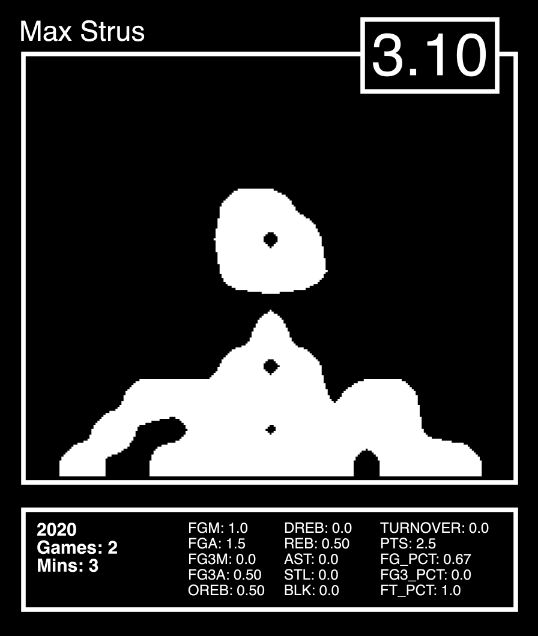 Max Strus
3.10
2020
Games: 2
Mins: 3
FGM: 1.0
FGA: 1.5
FG3M: 0.0
FG3A: 0.50
OREB: 0.50
DREB: 0.0
REB: 0.50
AST: 0.0
STL: 0.0
BLK: 0.0
TURNOVER: 0.0
PTS: 2.5
FG_PCT: 0.67
FG3_PCT: 0.0
FT_PCT: 1.0